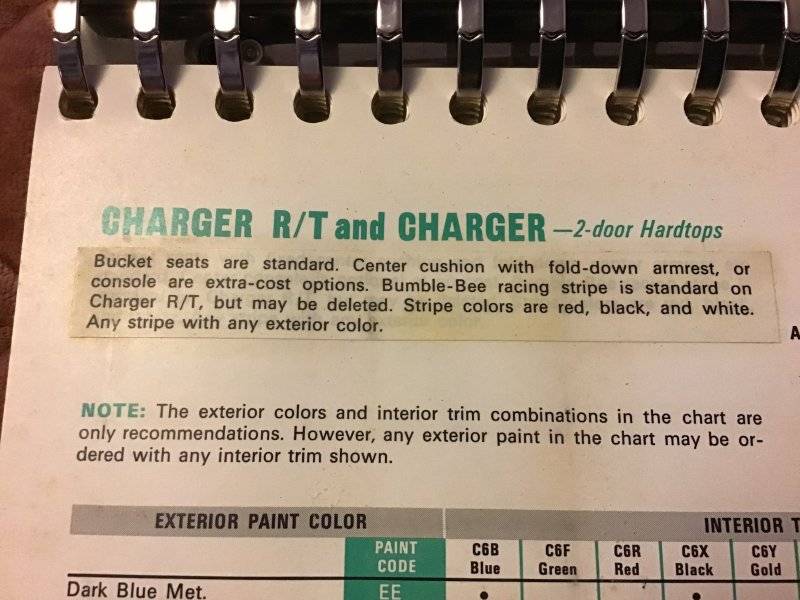 CHARGER R/T and CHARGER —2-door Hardtops
Bucket seats are standard. Center cushion with fold-down armrest, or
console are extra-cost options. Bumble-Bee racing stripe is standard on
Charger R/T, but may be deleted. Stripe colors are red, black, and white.
Any stripe with any exterior color.
A
NOTE: The exterior colors and interior trim combinations in the chart are
only recommendations. However, any exterior paint in the chart may be or-
dered with any interior trim shown.
EXTERIOR PAINT COLOR INTERIOR T
PAINT C6B C6F C6R C6X C6Y
CODE Blue Green Red Black Gold
Dark Blue Met. EE • •